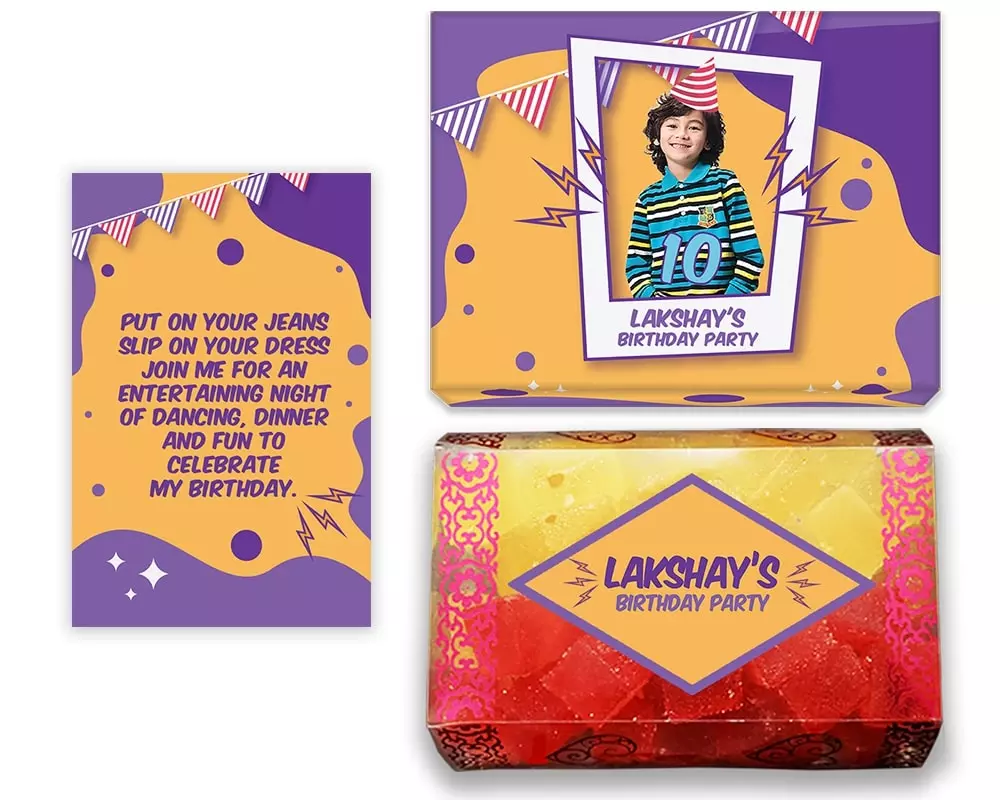 PUT ON YOUR JEANS
SLIP ON YOUR DRESS
JOIN ME FOR AN
ENTERTAINING NIGHT
OF DANCING, DINNER
AND FUN TO
CELEBRATE
MY BIRTHDAY.
10
LAKSHAY'S
BIRTHDAY PARTY
LAKSHAY'S
BIRTHDAY PARTY